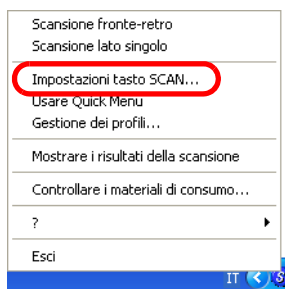 Scansione fronte-retro
Scansione lato singolo
Impostazioni tasto SCAN...
Usare Quick Menu
Gestione dei profili...
Mostrare i risultati della scansione
Controllare i materiali di consumo...
?
Esci
IT
S